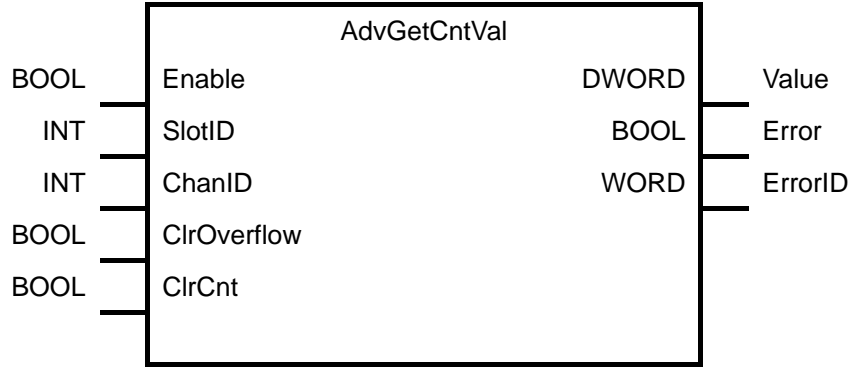 AdvGetCntVal
BOOL Enable DWORD Value
INT SlotID BOOL Error
INT ChanID WORD ErrorID
BOOL ClrOverflow
BOOL ClrCnt